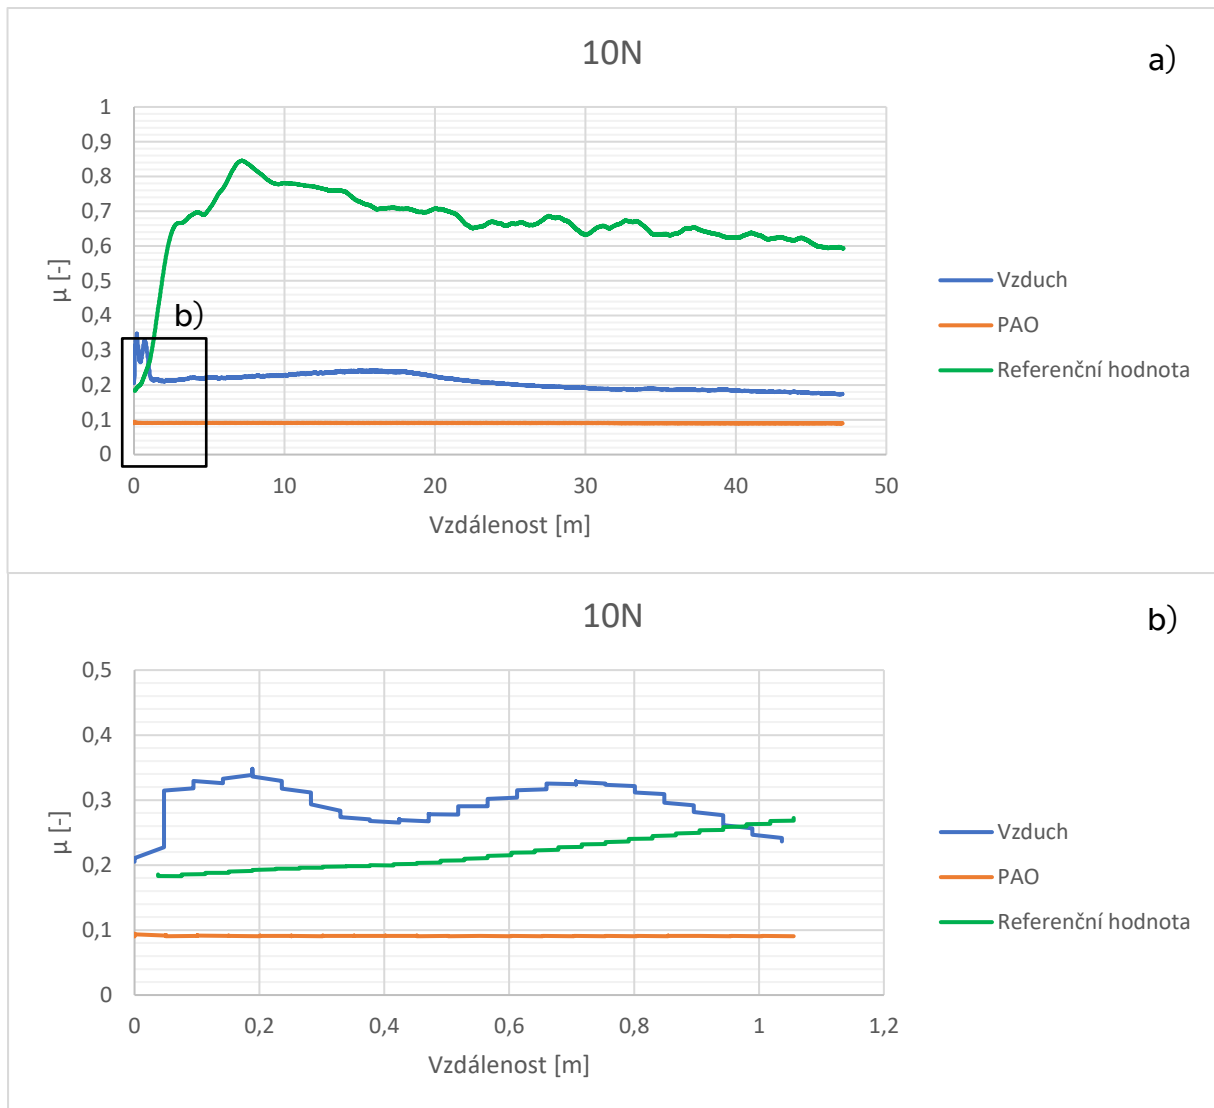 10N
a)
1
0,9
0,8
0,7
0,6
0,5
0,4
0,3
0,2
0,1
0
μ [-]
b)
0 10 20 30 40 50
Vzdálenost [m]
Vzduch
PAO
Referenční hodnota
10N
b)
0,5
0,4
0,3
0,2
0,1
0
μ [-]
0 0,2 0,4 0,6 0,8 1 1,2
Vzdálenost [m]
Vzduch
PAO
Referenční hodnota